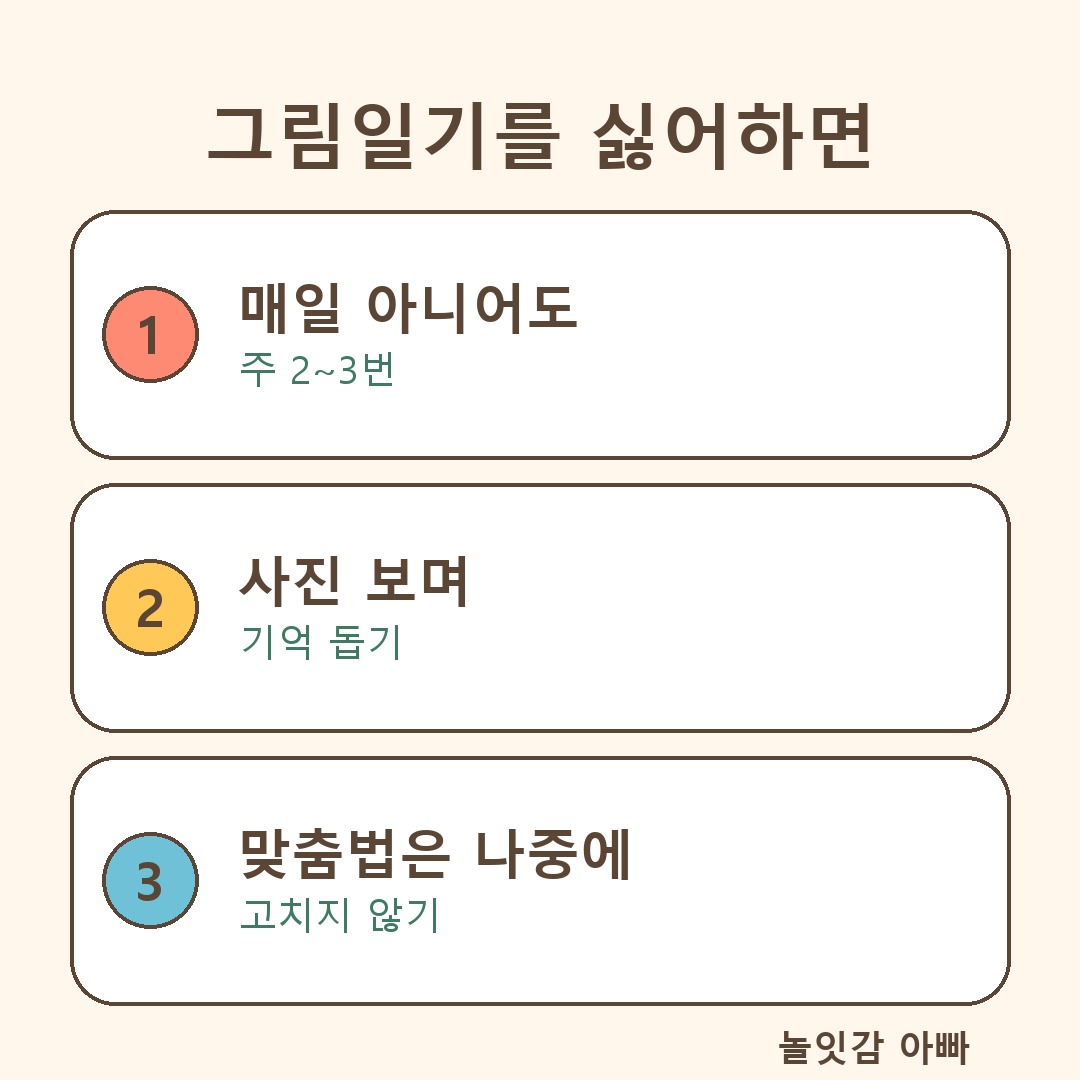 그림일기를 싫어하면
1
매일 아니어도
주 2~3번
2
사진 보며
기억 돕기
3
맞춤법은 나중에
고치지 않기
놀잇감 아빠